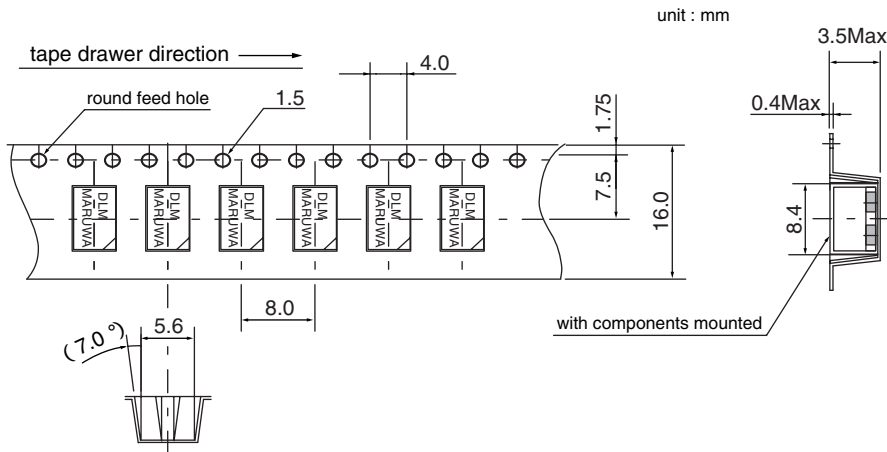 unit : mm
3.5Max
tape drawer direction
4.0
round feed hole
1.5
1.75
0.4Max
7.5
16.0
8.4
DLM
MARUWA
DLM
MARUWA
DLM
MARUWA
DLM
MARUWA
DLM
MARUWA
DLM
MARUWA
8.0
with components mounted
5.6
(7.0 °)